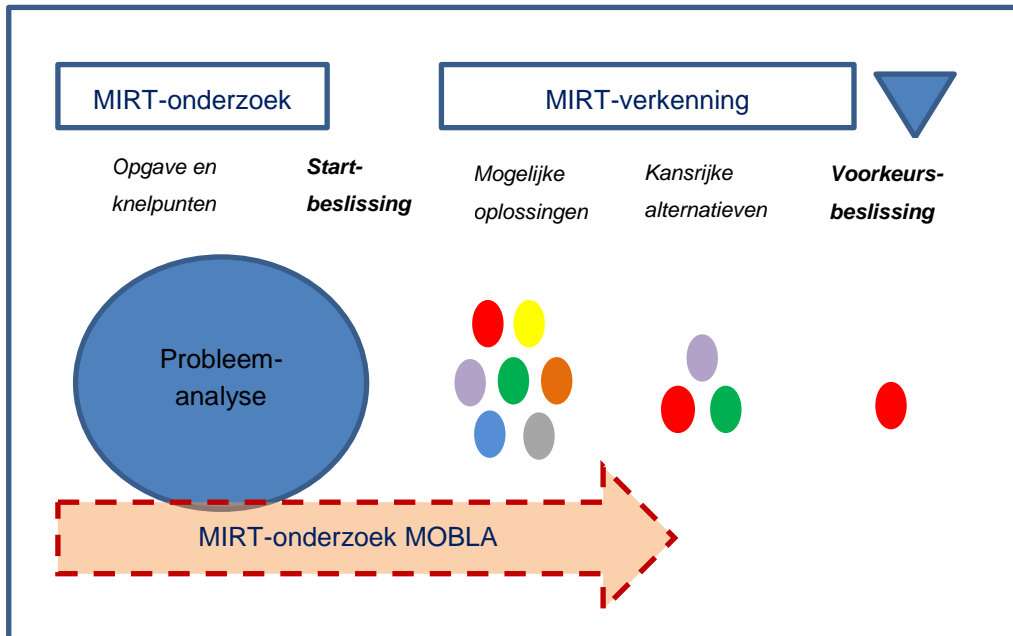 MIRT-onderzoek
MIRT-verkenning
Opgave en
knelpunten
Start-
beslissing
Mogelijke
oplossingen
Kansrijke
alternatieven
Voorkeurs-
beslissing
Probleem-
analyse
MIRT-onderzoek MOBLA